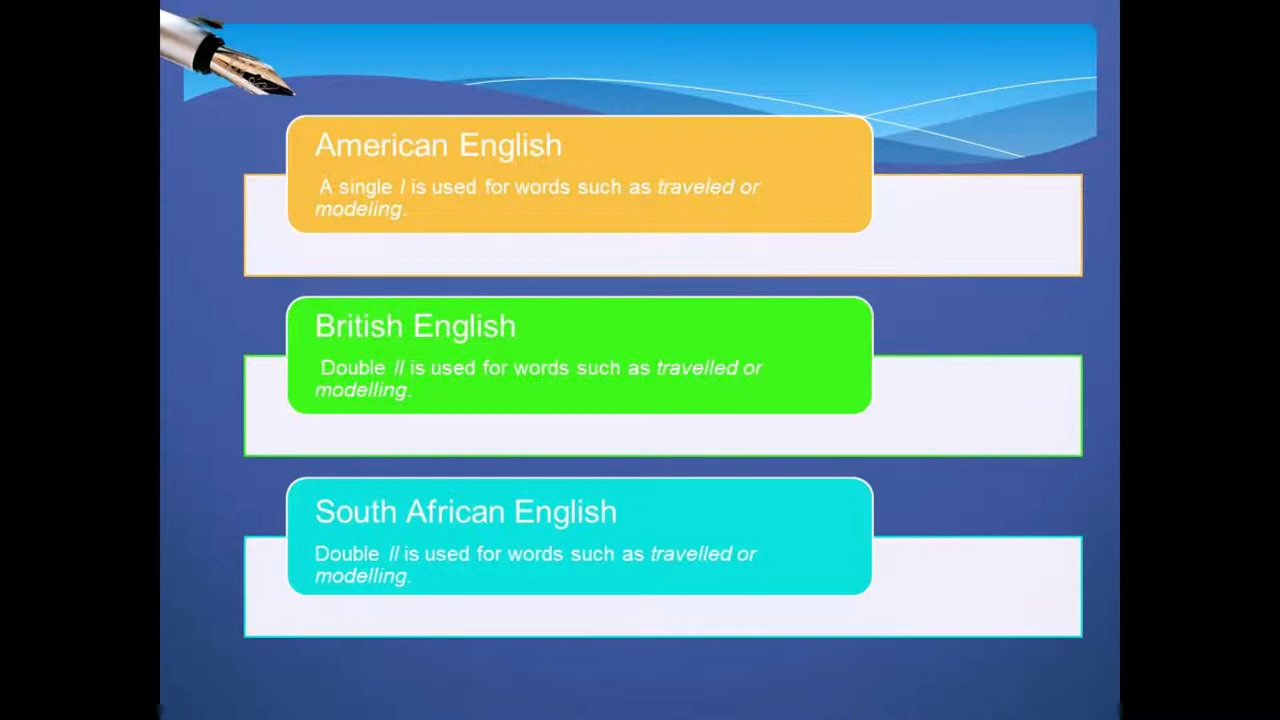 American English
A single l is used for words such as traveled or
modeling.
British English
Double ll is used for words such as travelled or
modelling.
South African English
Double ll is used for words such as travelled or
modelling.